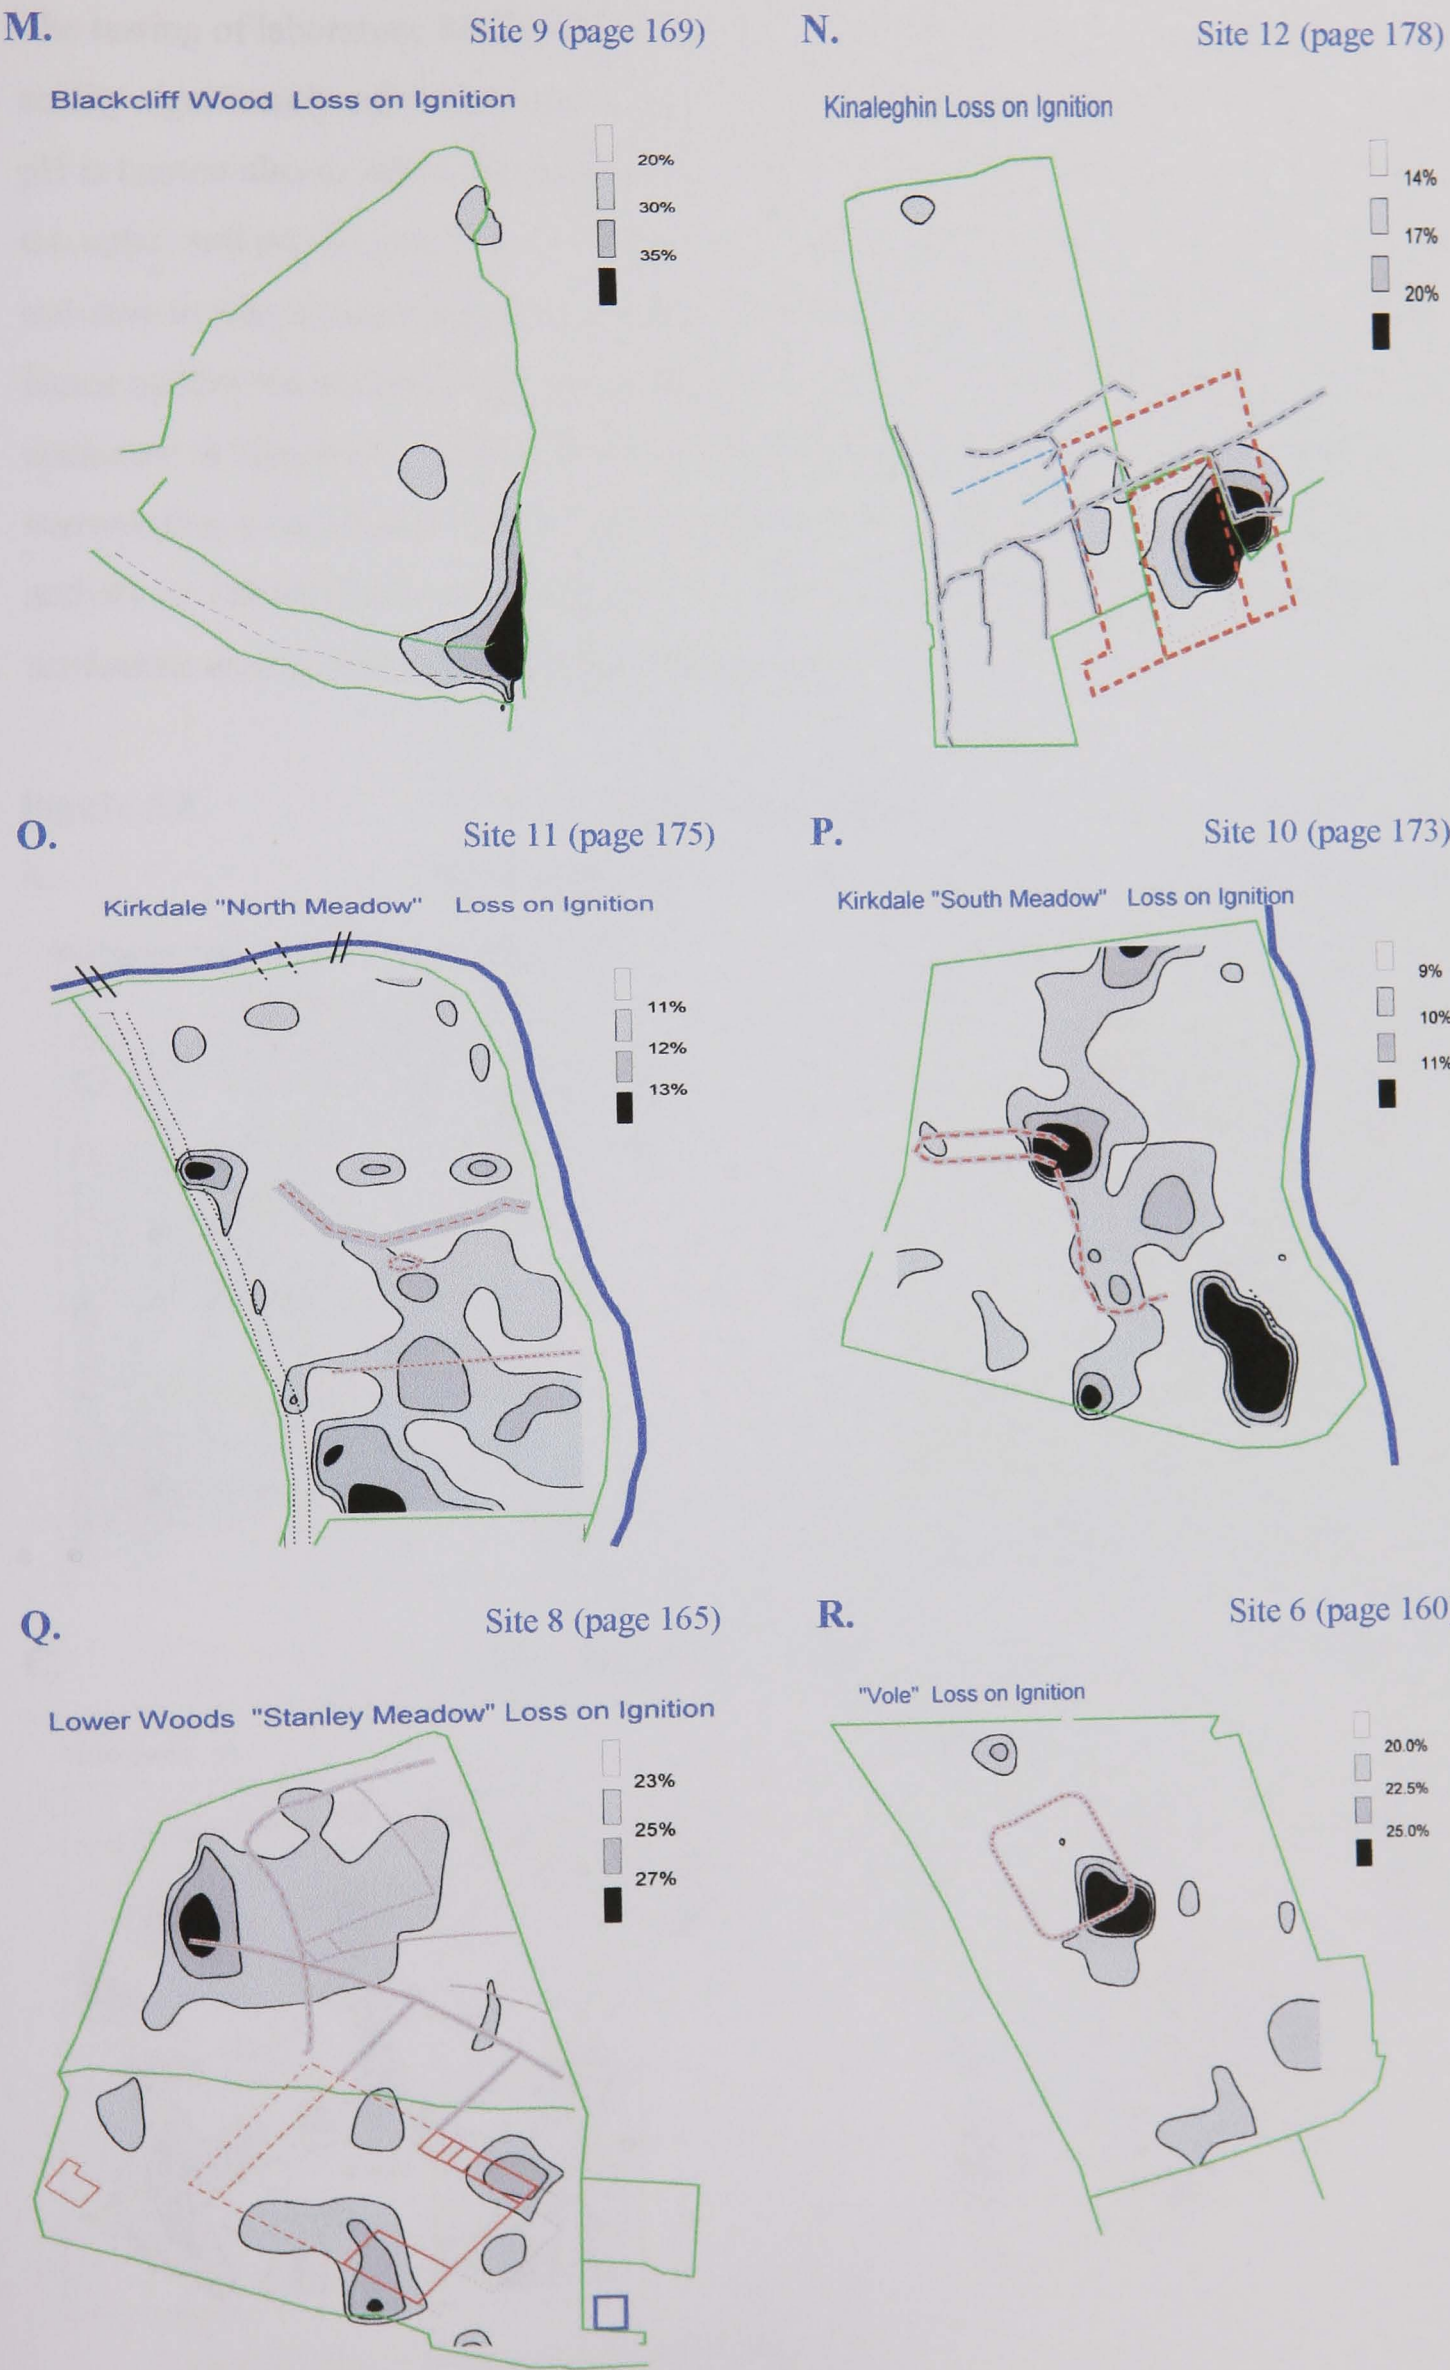 M. Site 9 (page 169)
Blackcliff Wood Loss on Ignition
20%
30%
35%
N. Site 12 (page 178)
Kinaleghin Loss on Ignition
14%
17%
20%
O. Site 11 (page 175)
Kirkdale "North Meadow" Loss on Ignition
11%
12%
13%
P. Site 10 (page 173)
Kirkdale "South Meadow" Loss on Ignition
9%
10%
11%
Q. Site 8 (page 165)
Lower Woods "Stanley Meadow" Loss on Ignition
23%
25%
27%
R. Site 6 (page 160
"Vole" Loss on Ignition
20.0%
22.5%
25.0%